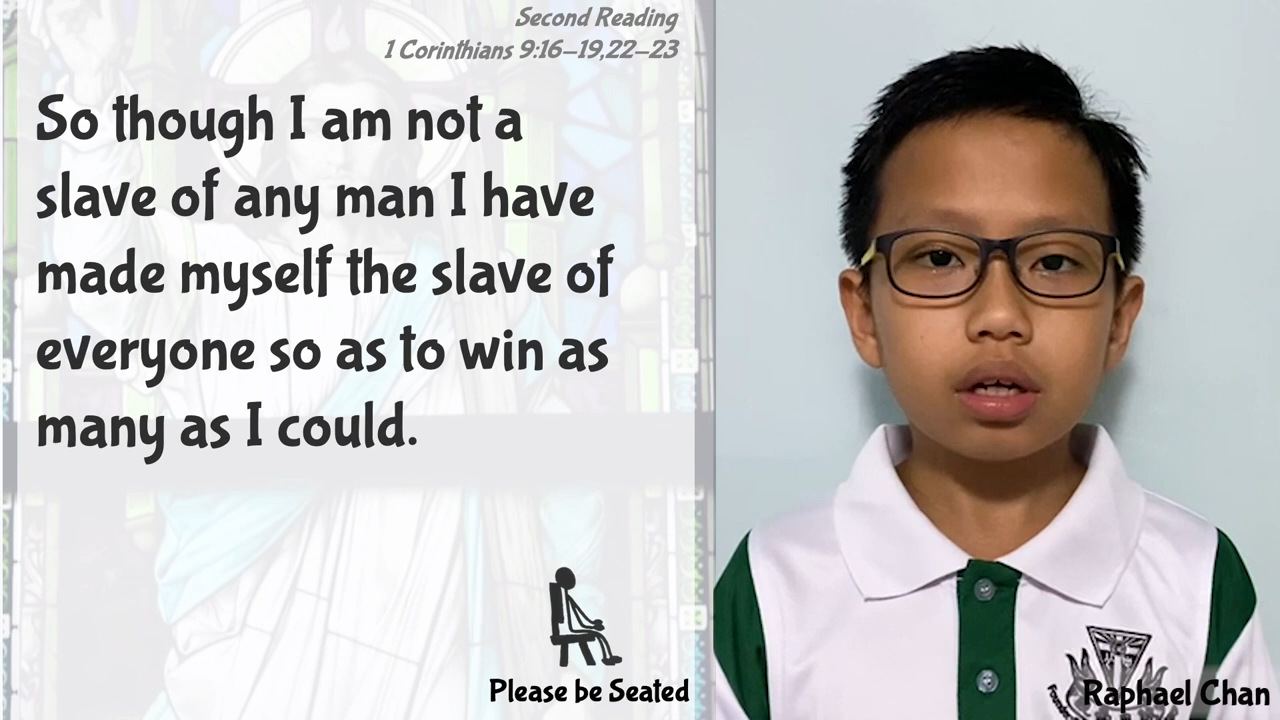 Second Reading
1 Corinthians 9:16–19,22–23
So though I am not a
slave of any man I have
made myself the slave of
everyone so as to win as
many as I could.
Please be Seated
Raphael Chan